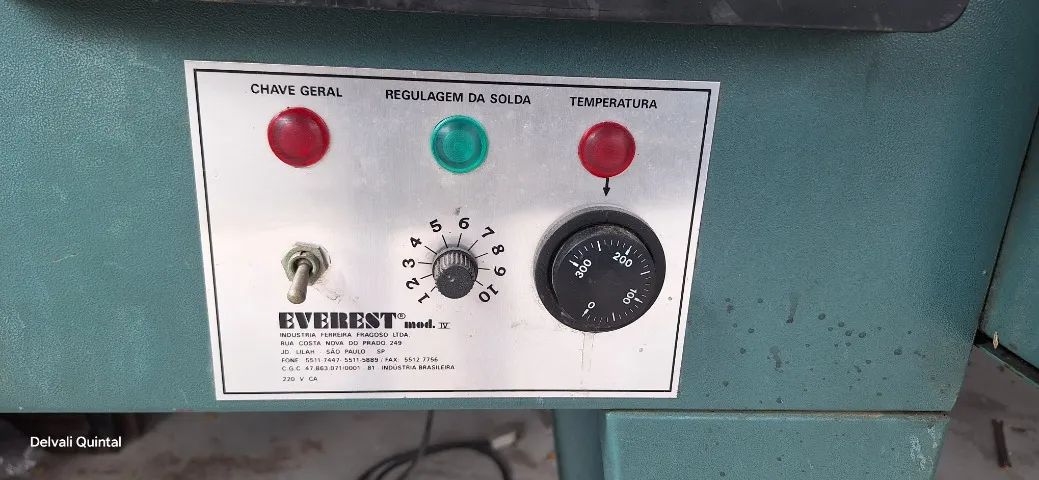 CHAVE GERAL
REGULAGEM DA SOLDA
TEMPERATURA
1 2 3 4 5 6 7 8 9 10
0 100 200 300
EVEREST® mod. IV
INDUSTRIA FERREIRA FRAGOSO LTDA.
RUA COSTA NOVA DO PRADO 249
JD. LILAH - SÃO PAULO SP
FONE 5511-7447- 5511-5889 / FAX: 5512 7756
C.G.C 47.863.071/0001 81 INDÚSTRIA BRASILEIRA
220 V CA
Delvali Quintal